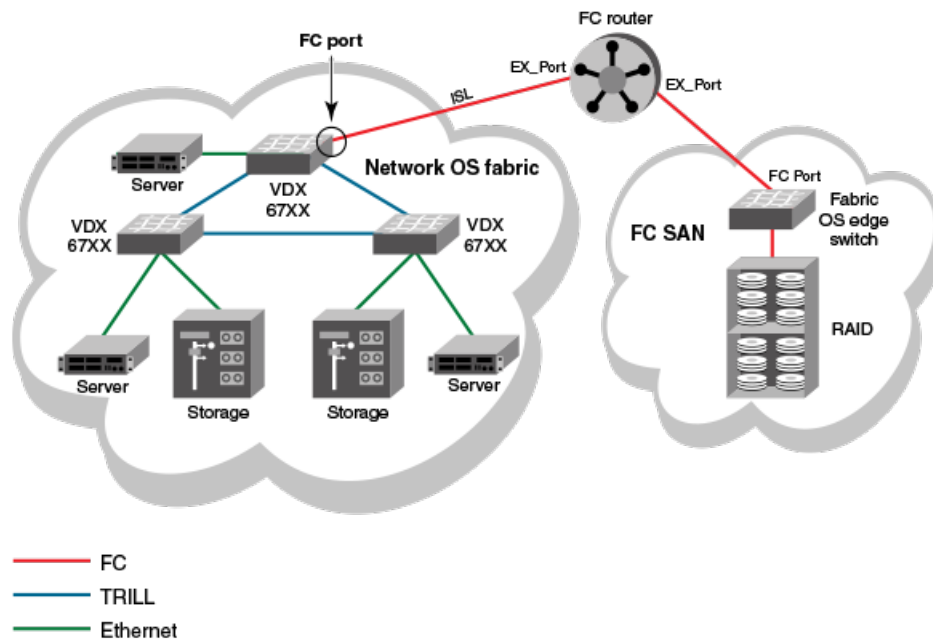 FC router
FC port
EX_Port
EX_Port
ISL
Network OS fabric
Server
VDX
67XX
VDX
67XX
VDX
67XX
FC Port
Fabric
OS edge
switch
FC SAN
RAID
Server
Storage
Storage
Server
FC
TRILL
Ethernet